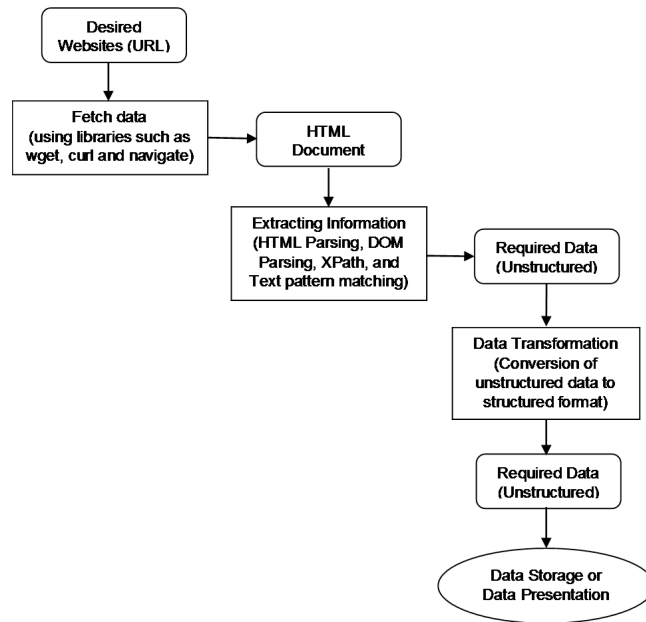 Desired
Websites (URL)
Fetch data
(using libraries such as
wget, curl and navigate)
HTML
Document
Extracting Information
(HTML Parsing, DOM
Parsing, XPath, and
Text pattern matching)
Required Data
(Unstructured)
Data Transformation
(Conversion of
unstructured data to
structured format)
Required Data
(Unstructured)
Data Storage or
Data Presentation